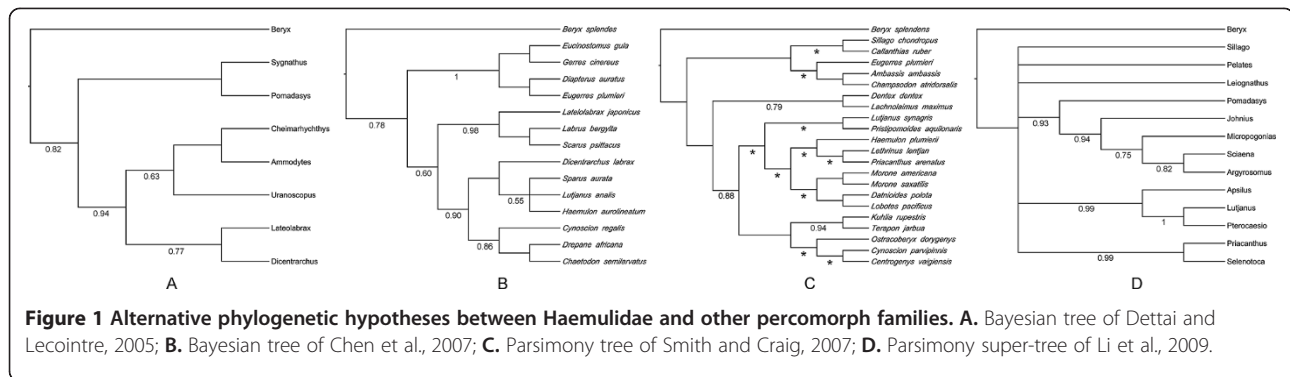 Beryx
Sygnathus
Pomadasys
Cheimarhychthys
Ammodytes
Uranoscopus
Lateolabrax
Dicentrarchus
0.82
0.94
0.63
0.77
A
Beryx splendes
Eucinostomus gula
Gerres cinereus
Diapterus auratus
Eugerres plumieri
Latelolabrax japonicus
Labrus bergylta
Scarus psittacus
Dicentrarchus labrax
Sparus aurata
Lutjanus analis
Haemulon aurolineatum
Cynoscion regalis
Drepane africana
Chaetodon semilarvatus
1
0.78
0.98
0.60
0.55
0.90
0.86
B
Beryx splendens
Sillago chondropus
Callanthias ruber
Eugerres plumieri
Ambassis ambassis
Champsodon atridorsalis
Dentex dentex
Lachnolaimus maximus
Lutjanus synagris
Pristipomoides aquilonaris
Haemulon plumierii
Lethrinus lentjan
Priacanthus arenatus
Morone americana
Morone saxatilis
Datnioides polota
Lobotes pacificus
Kuhlia rupestris
Terapon jarbua
Ostracoberyx dorygenys
Cynoscion parvipinnis
Centrogenys vaigiensis
*
*
0.79
*
*
*
*
*
*
0.88
0.94
*
*
C
Beryx
Sillago
Pelates
Leiognathus
Pomadasys
Johnius
Micropogonias
Sciaena
Argyrosomus
Apsilus
Lutjanus
Pterocaesio
Priacanthus
Selenotoca
0.93
0.94
0.75
0.82
0.99
1
0.99
D
Figure 1 Alternative phylogenetic hypotheses between Haemulidae and other percomorph families. A. Bayesian tree of Dettai and
Lecointre, 2005; B. Bayesian tree of Chen et al., 2007; C. Parsimony tree of Smith and Craig, 2007; D. Parsimony super-tree of Li et al., 2009.